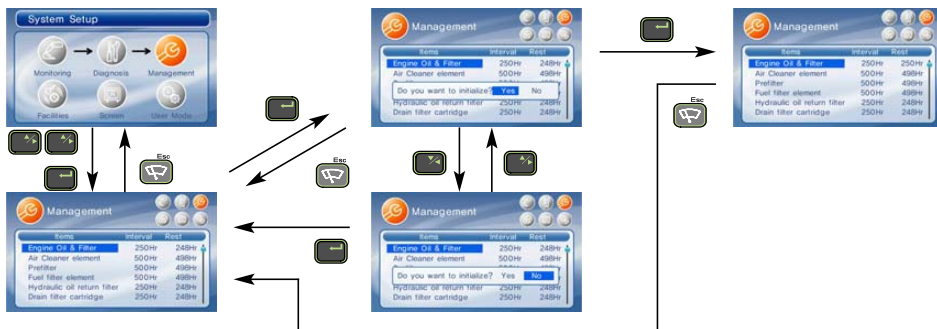 System Setup
Monitoring Diagnosis Management
Facilities Screen User Mode
Esc
Management
Items Interval Rest
Engine Oil & Filter 250Hr 248Hr
Air Cleaner element 500Hr 498Hr
Do you want to initialize? Yes No
Hydraulic oil return filter 250Hr 248Hr
Drain filter cartridge 250Hr 248Hr
Esc
Management
Items Interval Rest
Engine Oil & Filter 250Hr 250Hr
Air Cleaner element 500Hr 498Hr
Prefilter 500Hr 498Hr
Fuel filter element 500Hr 498Hr
Hydraulic oil return filter 250Hr 248Hr
Drain filter cartridge 250Hr 248Hr
Esc
Management
Items Interval Rest
Engine Oil & Filter 250Hr 248Hr
Air Cleaner element 500Hr 498Hr
Prefilter 500Hr 498Hr
Fuel filter element 500Hr 498Hr
Hydraulic oil return filter 250Hr 248Hr
Drain filter cartridge 250Hr 248Hr
Management
Items Interval Rest
Engine Oil & Filter 250Hr 248Hr
Air Cleaner element 500Hr 498Hr
Prefilter 500Hr 498Hr
Do you want to initialize? Yes No
Hydraulic oil return filter 250Hr 248Hr
Drain filter cartridge 250Hr 248Hr